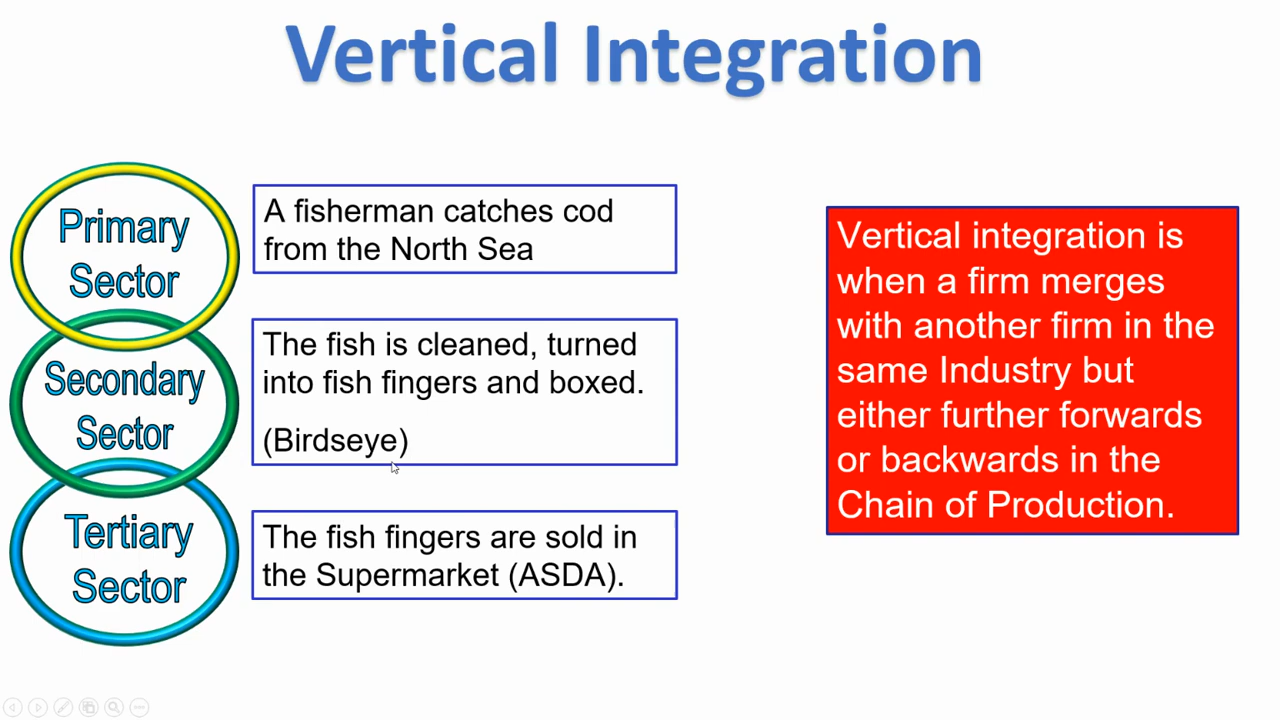 Vertical Integration
Primary
Sector
A fisherman catches cod
from the North Sea
Secondary
Sector
The fish is cleaned, turned
into fish fingers and boxed.
(Birdseye)
Tertiary
Sector
The fish fingers are sold in
the Supermarket (ASDA).
Vertical integration is
when a firm merges
with another firm in the
same Industry but
either further forwards
or backwards in the
Chain of Production.